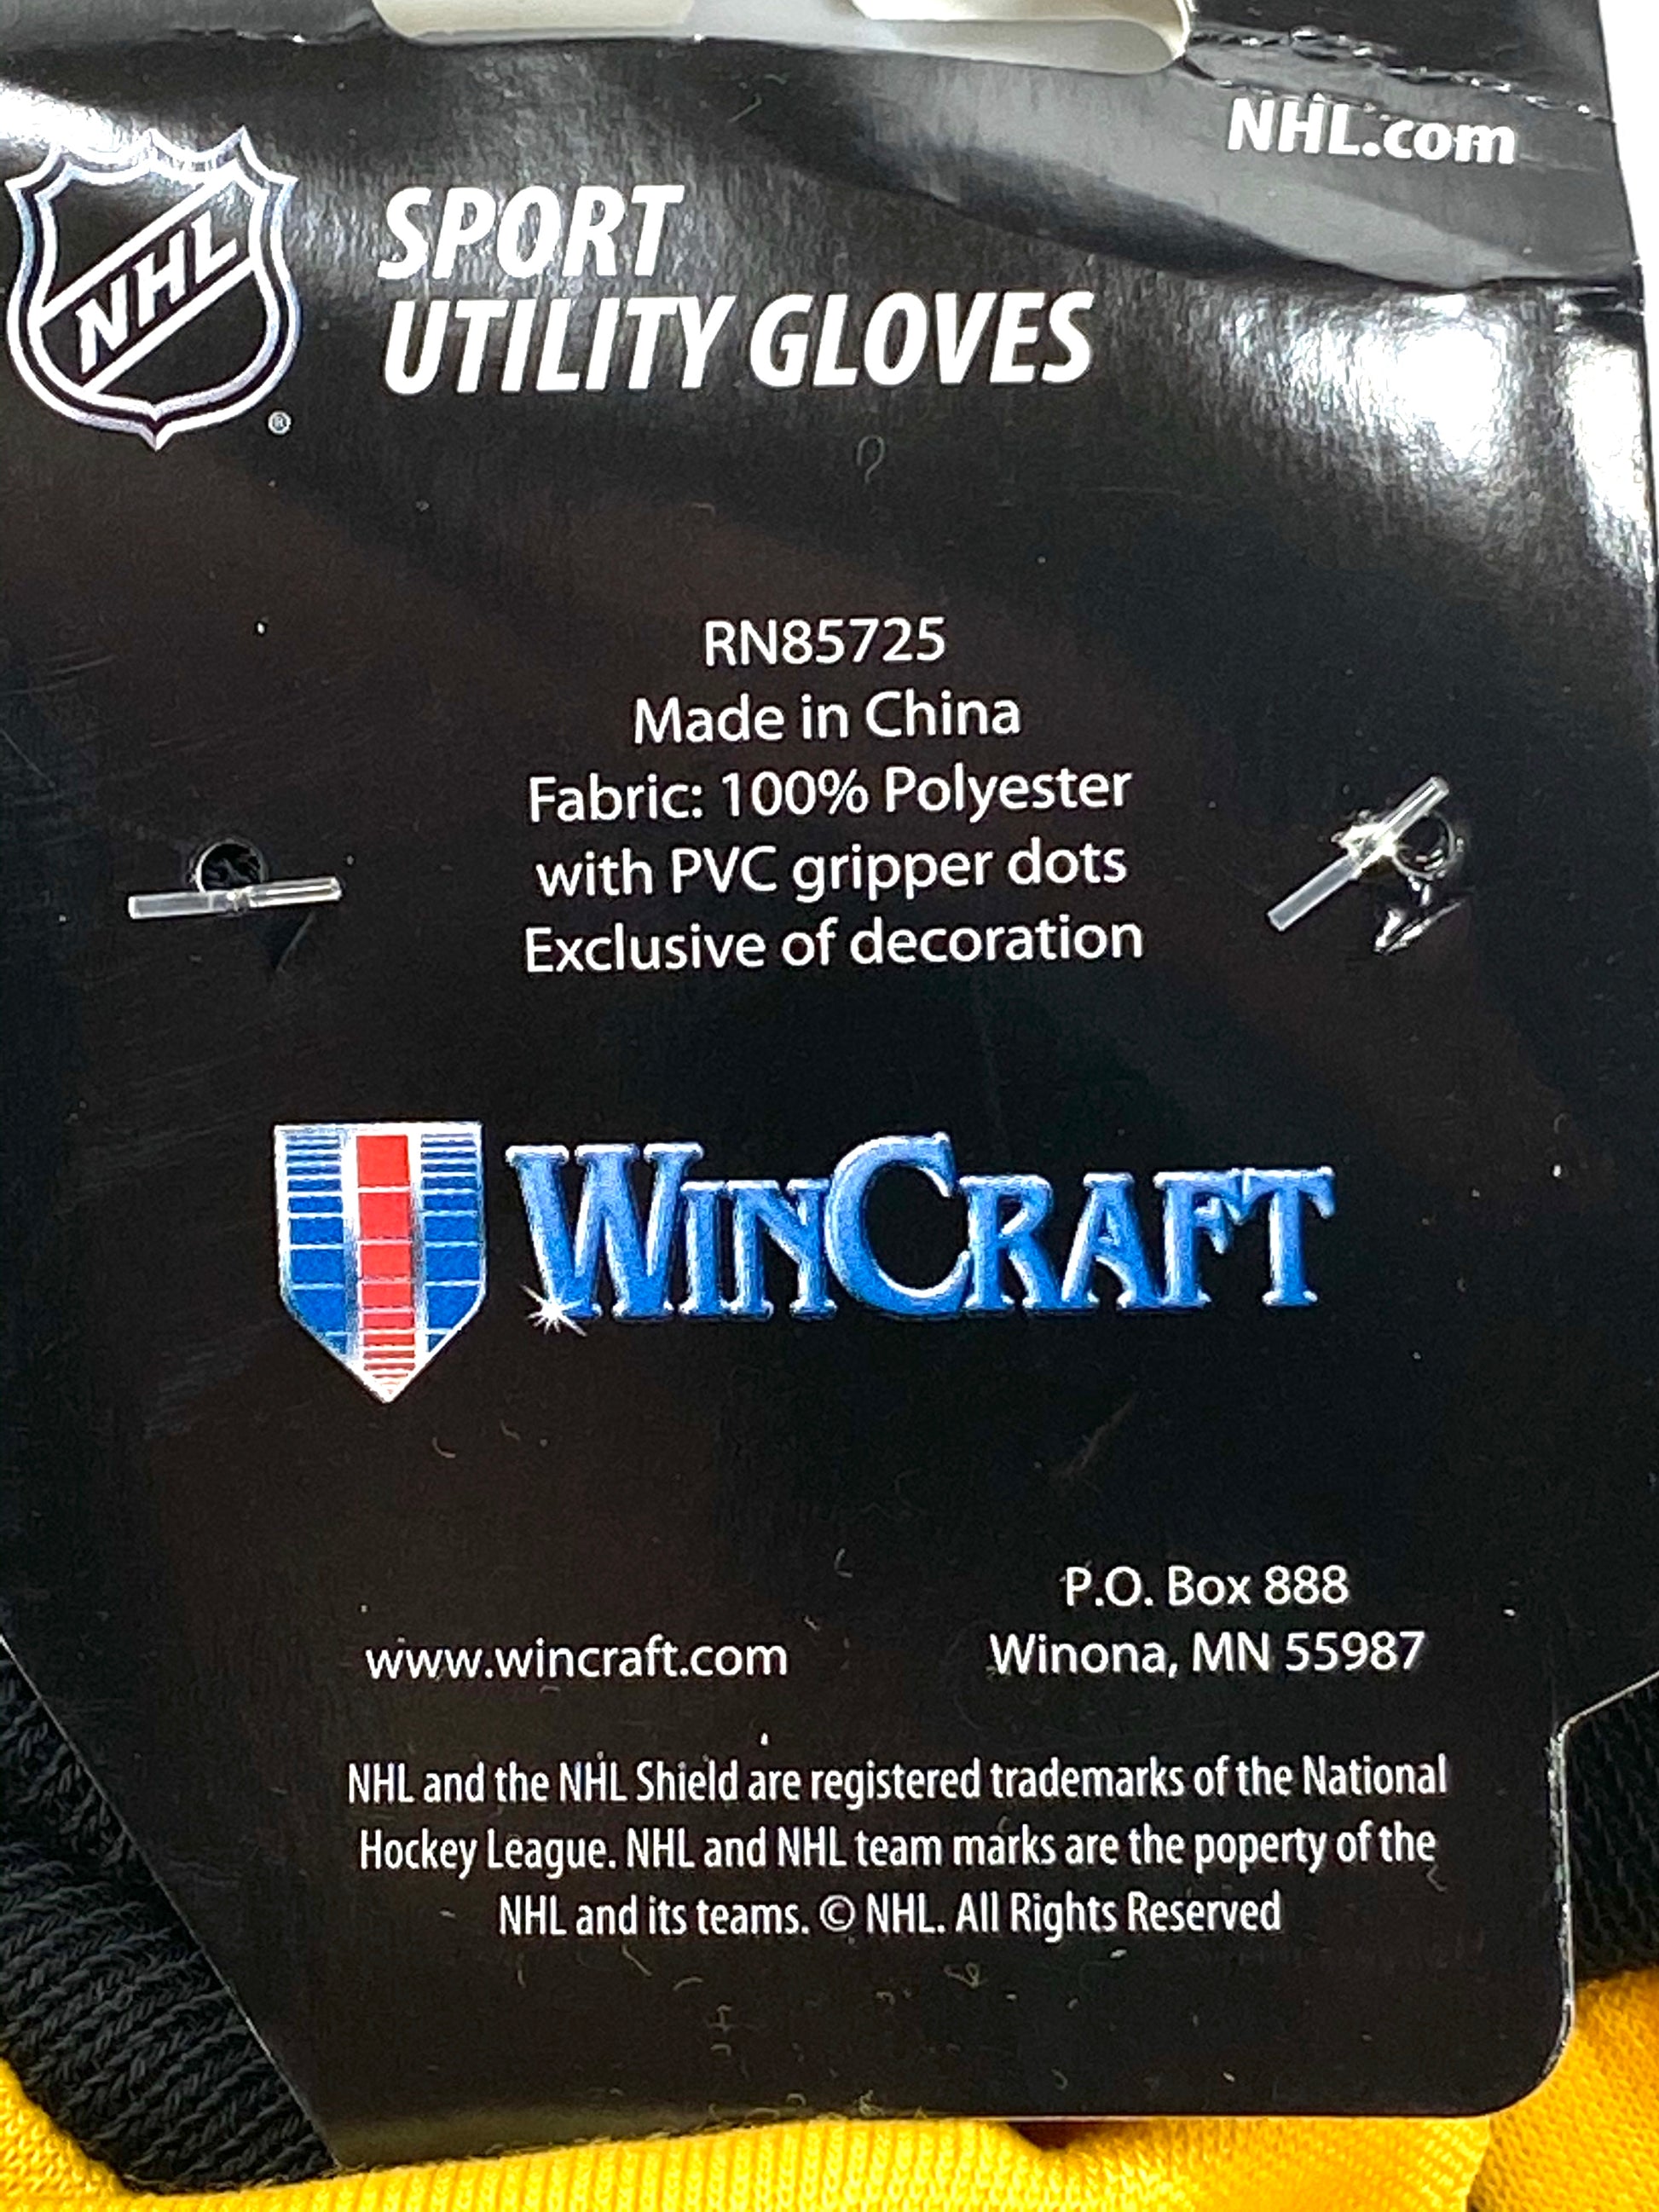 NHL.com
NHL
®
SPORT
UTILITY GLOVES
RN85725
Made in China
Fabric: 100% Polyester
with PVC gripper dots
Exclusive of decoration
WINCRAFT
P.O. Box 888
www.wincraft.com
Winona, MN 55987
NHL and the NHL Shield are registered trademarks of the National
Hockey League. NHL and NHL team marks are the poperty of the
NHL and its teams. © NHL. All Rights Reserved